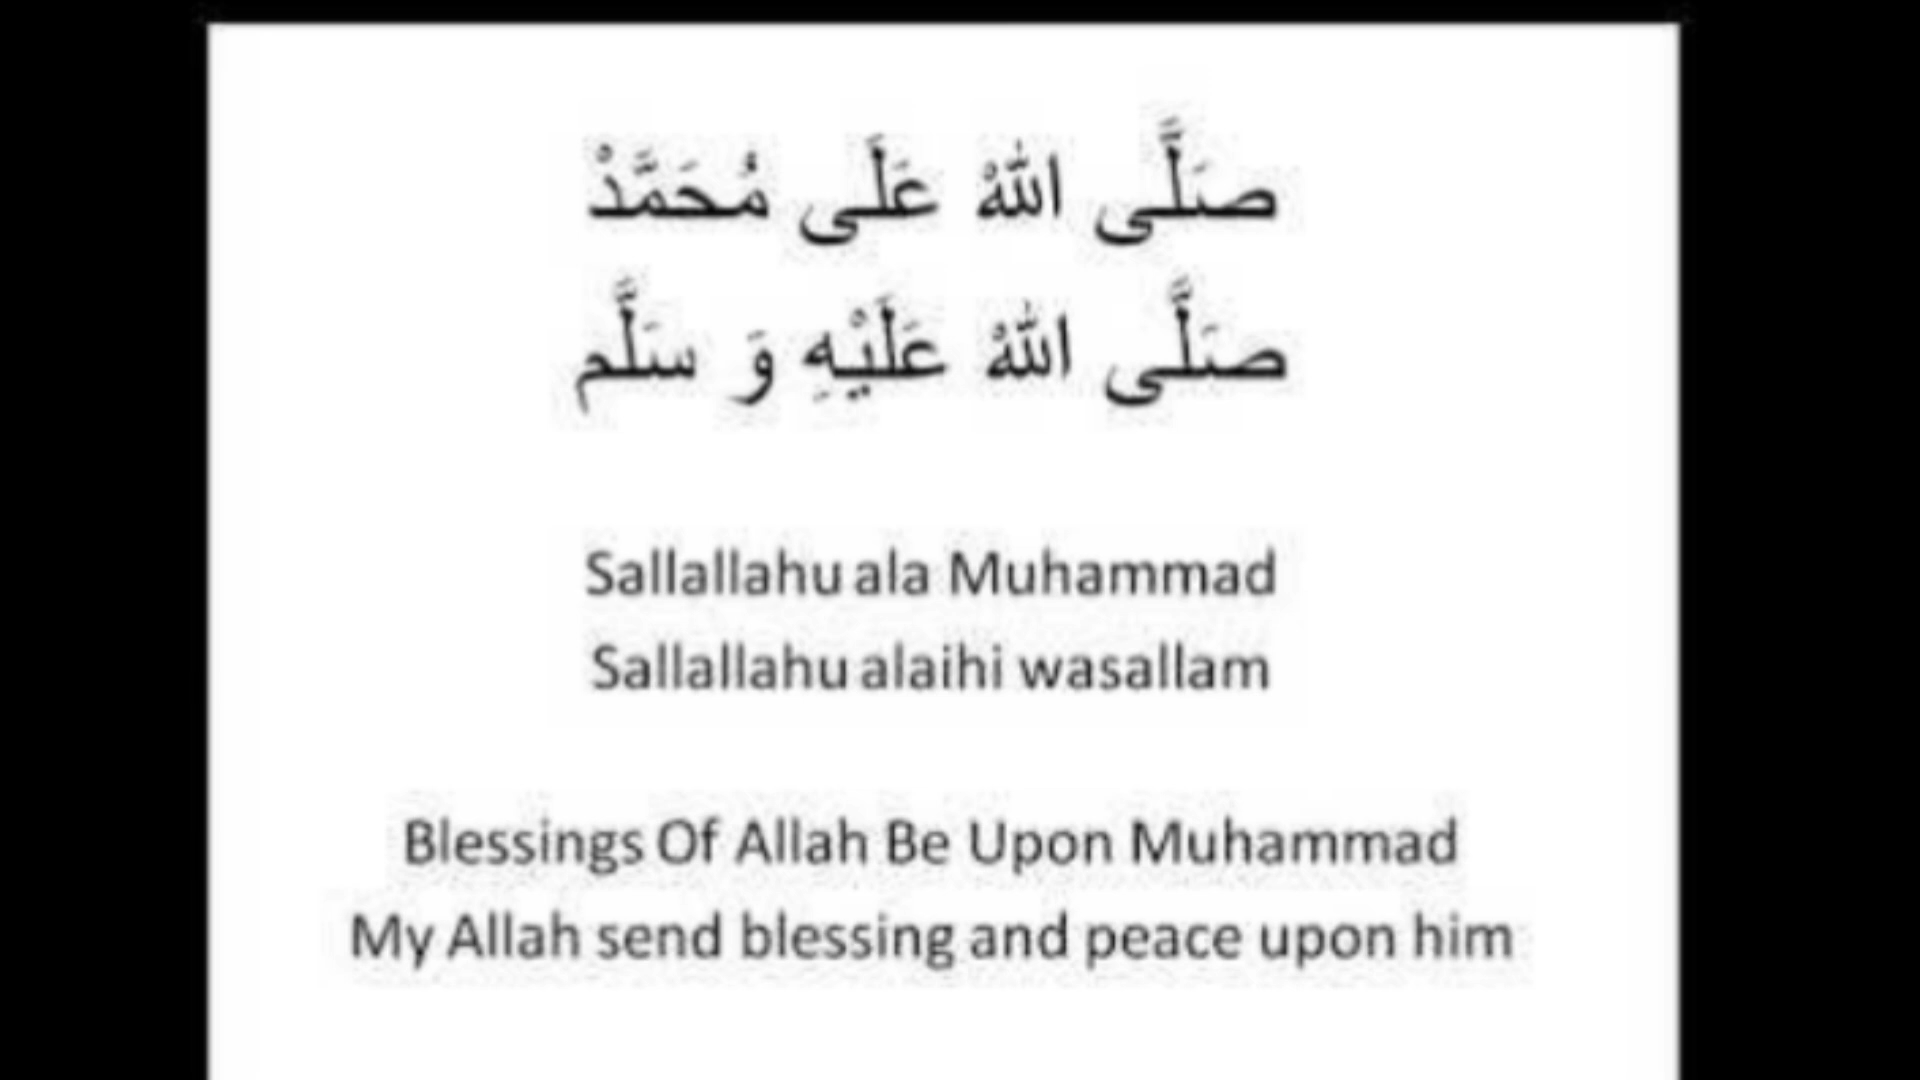 صَلَّى اللهُ عَلَى مُحَمَّدْ
صَلَّى اللهُ عَلَيْهِ وَ سَلَّم
Sallallahu ala Muhammad
Sallallahu alaihi wasallam
Blessings Of Allah Be Upon Muhammad
My Allah send blessing and peace upon him